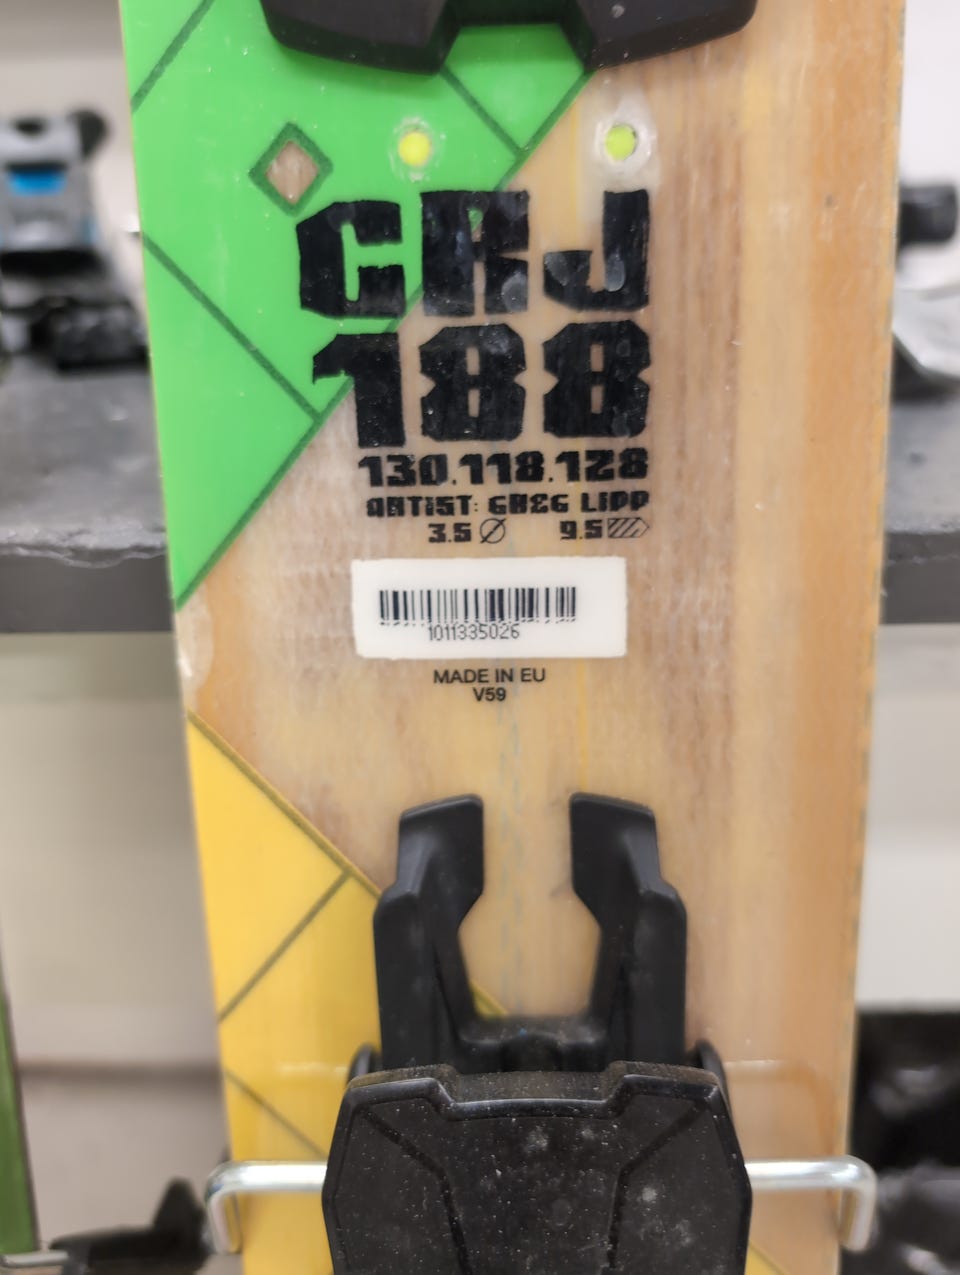 CRJ
188
130.118.128
ARTIST: GREG LIPP
3.5 9.5
1011335026
MADE IN EU
V59